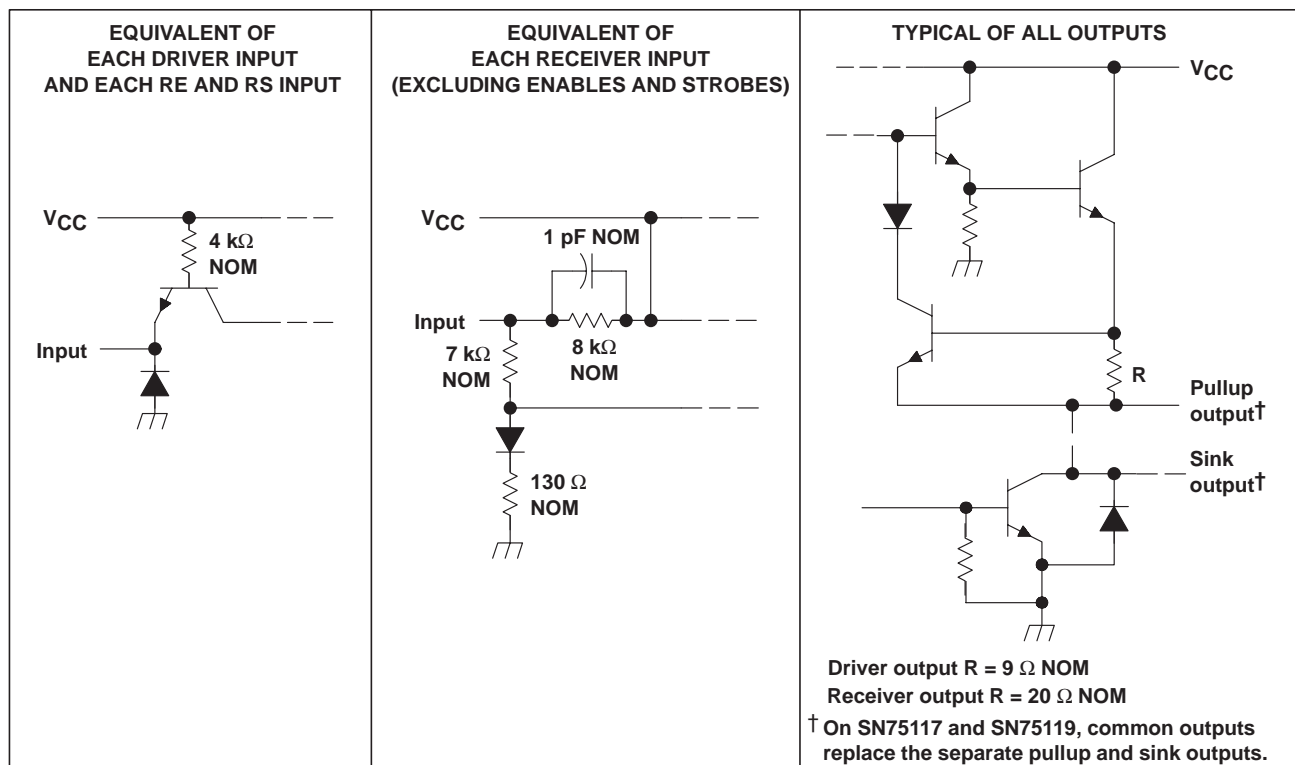 EQUIVALENT OF
EACH DRIVER INPUT
AND EACH RE AND RS INPUT
VCC
4 kΩ
NOM
Input
EQUIVALENT OF
EACH RECEIVER INPUT
(EXCLUDING ENABLES AND STROBES)
VCC
1 pF NOM
Input
7 kΩ
NOM
8 kΩ
NOM
130 Ω
NOM
TYPICAL OF ALL OUTPUTS
VCC
R
Pullup
output†
Sink
output†
Driver output R = 9 Ω NOM
Receiver output R = 20 Ω NOM
† On SN75117 and SN75119, common outputs
replace the separate pullup and sink outputs.